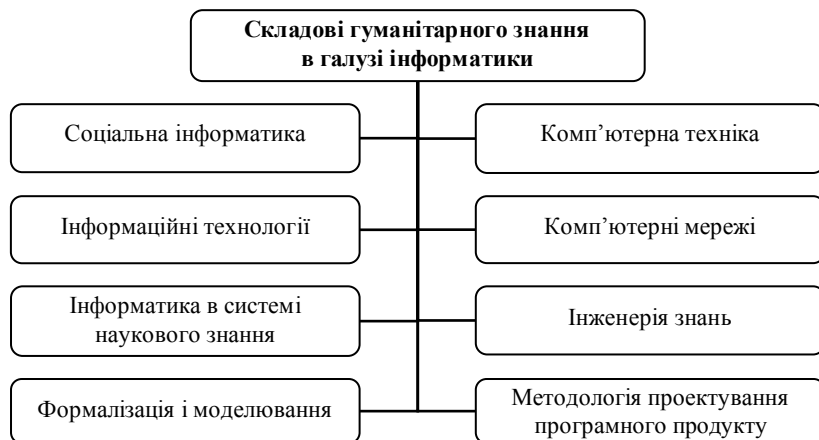 Складові гуманітарного знання
в галузі інформатики
Соціальна інформатика
Комп’ютерна техніка
Інформаційні технології
Комп’ютерні мережі
Інформатика в системі
наукового знання
Інженерія знань
Формалізація і моделювання
Методологія проектування
програмного продукту